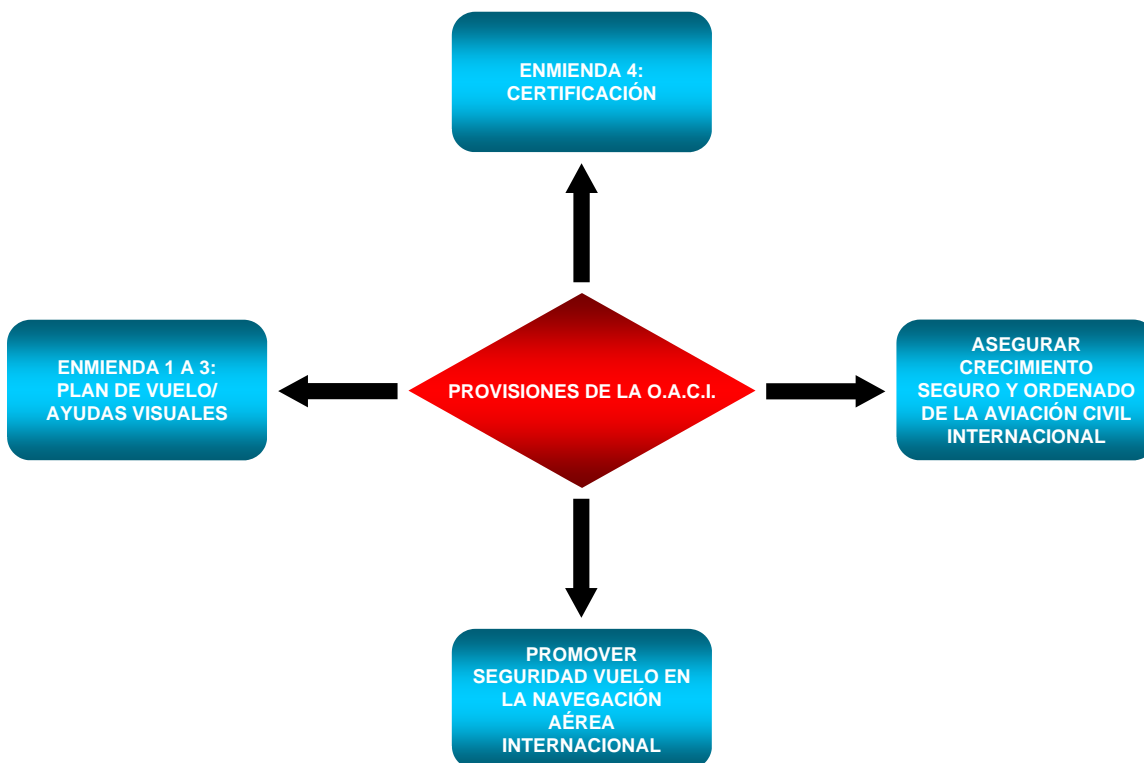 ENMIENDA 4:
CERTIFICACIÓN
ENMIENDA 1 A 3:
PLAN DE VUELO/
AYUDAS VISUALES
PROVISIONES DE LA O.A.C.I.
ASEGURAR
CRECIMIENTO
SEGURO Y ORDENADO
DE LA AVIACIÓN CIVIL
INTERNACIONAL
PROMOVER
SEGURIDAD VUELO EN
LA NAVEGACIÓN
AÉREA
INTERNACIONAL